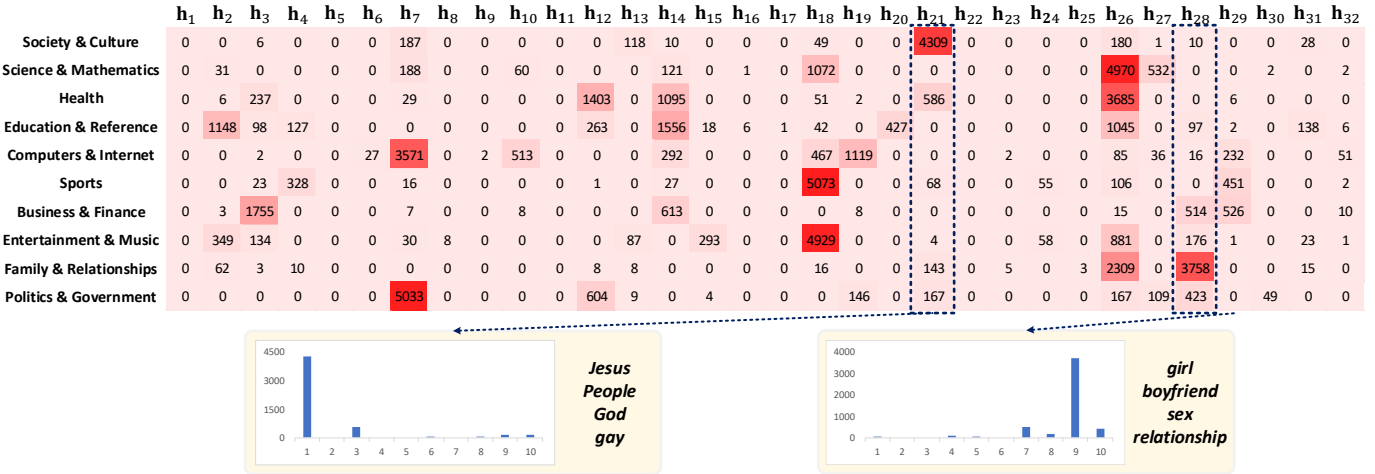 h1 h2 h3 h4 h5 h6 h7 h8 h9 h10 h11 h12 h13 h14 h15 h16 h17 h18 h19 h20 h21 h22 h23 h24 h25 h26 h27 h28 h29 h30 h31 h32
Society & Culture 0 0 6 0 0 0 187 0 0 0 0 0 118 10 0 0 0 49 0 0 4309 0 0 0 0 180 1 10 0 0 28 0
Science & Mathematics 0 31 0 0 0 0 188 0 0 60 0 0 0 121 0 1 0 1072 0 0 0 0 0 0 0 4970 532 0 0 2 0 2
Health 0 6 237 0 0 0 29 0 0 0 0 1403 0 1095 0 0 0 51 2 0 586 0 0 0 0 3685 0 0 6 0 0 0
Education & Reference 0 1148 98 127 0 0 0 0 0 0 0 263 0 1556 18 6 1 42 0 427 0 0 0 0 0 1045 0 97 2 0 138 6
Computers & Internet 0 0 2 0 0 27 3571 0 2 513 0 0 0 292 0 0 0 467 1119 0 0 0 2 0 0 85 36 16 232 0 0 51
Sports 0 0 23 328 0 0 16 0 0 0 0 1 0 27 0 0 0 5073 0 0 68 0 0 55 0 106 0 0 451 0 0 2
Business & Finance 0 3 1755 0 0 0 7 0 0 8 0 0 0 613 0 0 0 0 8 0 0 0 0 0 0 15 0 514 526 0 0 10
Entertainment & Music 0 349 134 0 0 0 30 8 0 0 0 0 87 0 293 0 0 4929 0 0 4 0 0 58 0 881 0 176 1 0 23 1
Family & Relationships 0 62 3 10 0 0 0 0 0 0 0 8 8 0 0 0 0 16 0 0 143 0 5 0 3 2309 0 3758 0 0 15 0
Politics & Government 0 0 0 0 0 0 5033 0 0 0 0 604 9 0 4 0 0 0 146 0 167 0 0 0 0 167 109 423 0 49 0 0
4500
3000
1500
0
1 2 3 4 5 6 7 8 9 10
Jesus
People
God
gay
4000
3000
2000
1000
0
1 2 3 4 5 6 7 8 9 10
girl
boyfriend
sex
relationship